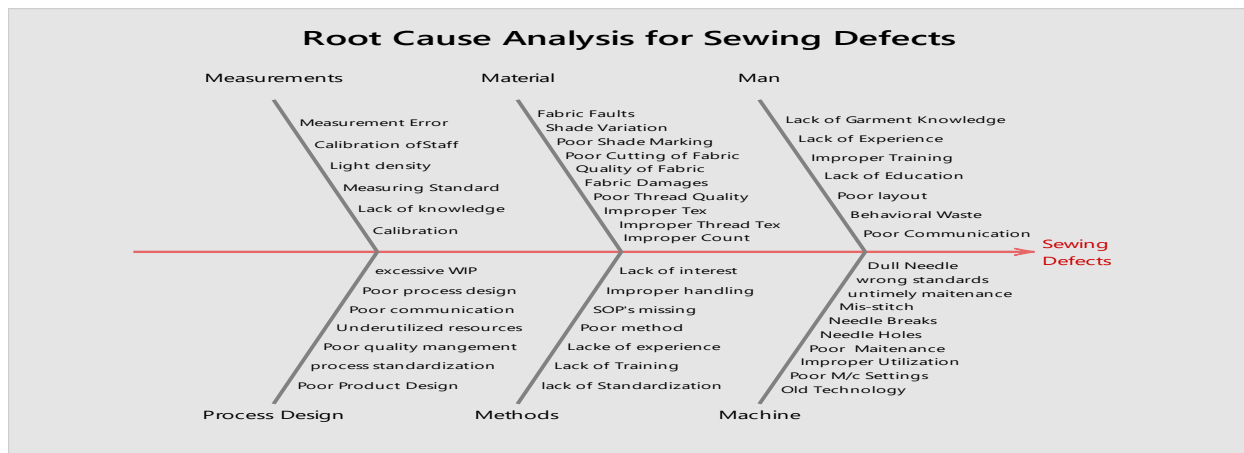 Root Cause Analysis for Sewing Defects
Measurements
Measurement Error
Calibration ofStaff
Light density
Measuring Standard
Lack of knowledge
Calibration
Material
Fabric Faults
Shade Variation
Poor Shade Marking
Poor Cutting of Fabric
Quality of Fabric
Fabric Damages
Poor Thread Quality
Improper Tex
Improper Thread Tex
Improper Count
Man
Lack of Garment Knowledge
Lack of Experience
Improper Training
Lack of Education
Poor layout
Behavioral Waste
Poor Communication
Sewing
Defects
excessive WIP
Poor process design
Poor communication
Underutilized resources
Poor quality mangement
process standardization
Poor Product Design
Process Design
Lack of interest
Improper handling
SOP's missing
Poor method
Lacke of experience
Lack of Training
lack of Standardization
Methods
Dull Needle
wrong standards
untimely maitenance
Mis-stitch
Needle Breaks
Needle Holes
Poor  Maitenance
Improper Utilization
Poor M/c Settings
Old Technology
Machine